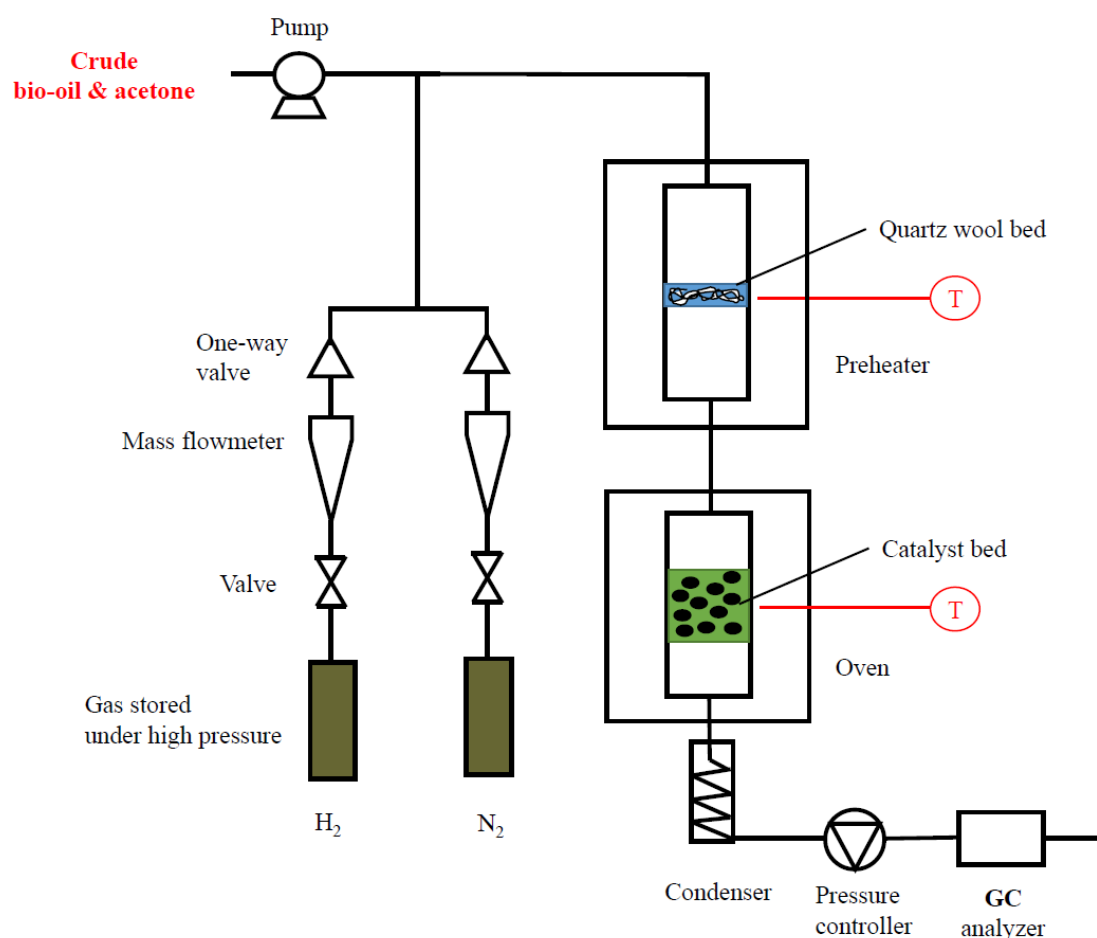 Pump
Crude
bio-oil & acetone
Quartz wool bed
T
One-way
valve
Preheater
Mass flowmeter
Catalyst bed
Valve
T
Oven
Gas stored
under high pressure
H₂
N₂
Condenser
Pressure
controller
GC
analyzer